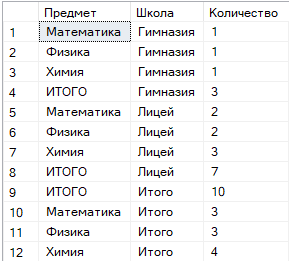 Предмет Школа Количество
1 Математика Гимназия 1
2 Физика Гимназия 1
3 Химия Гимназия 1
4 ИТОГО Гимназия 3
5 Математика Лицей 2
6 Физика Лицей 2
7 Химия Лицей 3
8 ИТОГО Лицей 7
9 ИТОГО Итого 10
10 Математика Итого 3
11 Физика Итого 3
12 Химия Итого 4